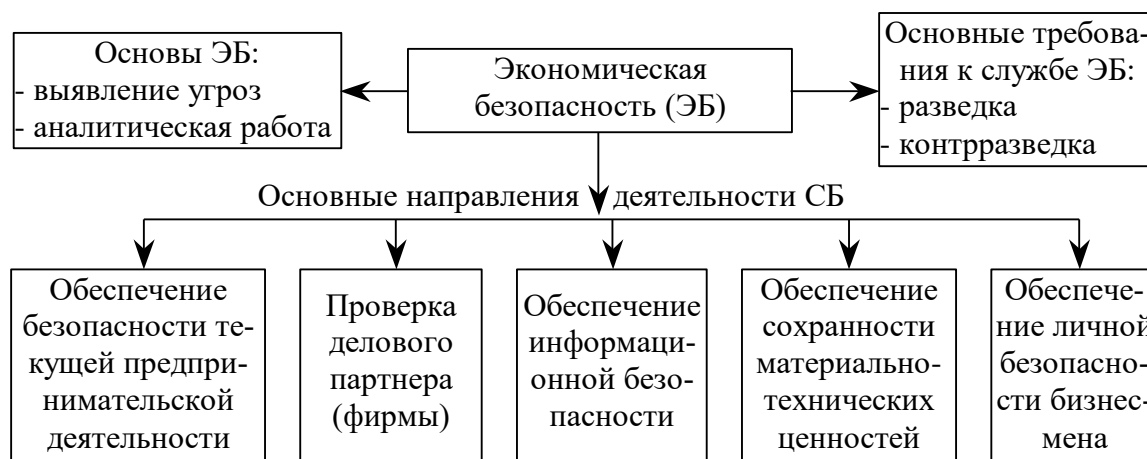 Основы ЭБ:
- выявление угроз
- аналитическая работа
Экономическая
безопасность (ЭБ)
Основные требова-
ния к службе ЭБ:
- разведка
- контрразведка
Основные направления деятельности СБ
Обеспечение
безопасности те-
кущей предпри-
нимательской
деятельности
Проверка
делового
партнера
(фирмы)
Обеспечение
информаци-
онной безо-
пасности
Обеспечение
сохранности
материально-
технических
ценностей
Обеспече-
ние личной
безопасно-
сти бизнес-
мена